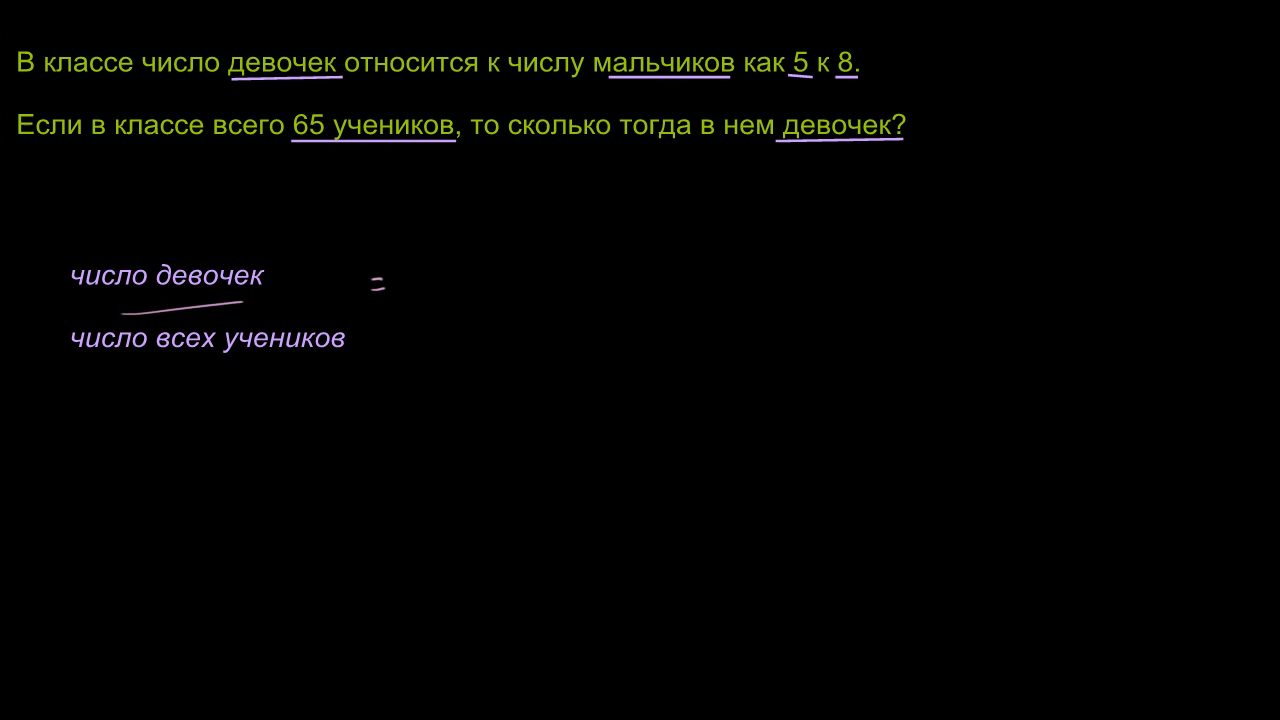 В классе число девочек относится к числу мальчиков как 5 к 8.
Если в классе всего 65 учеников, то сколько тогда в нем девочек?
число девочек =
число всех учеников